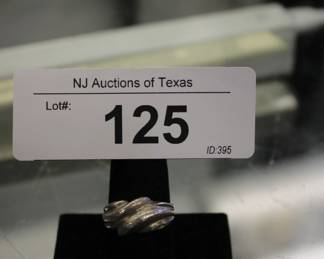 NJ Auctions of Texas
Lot#:
125
ID:395